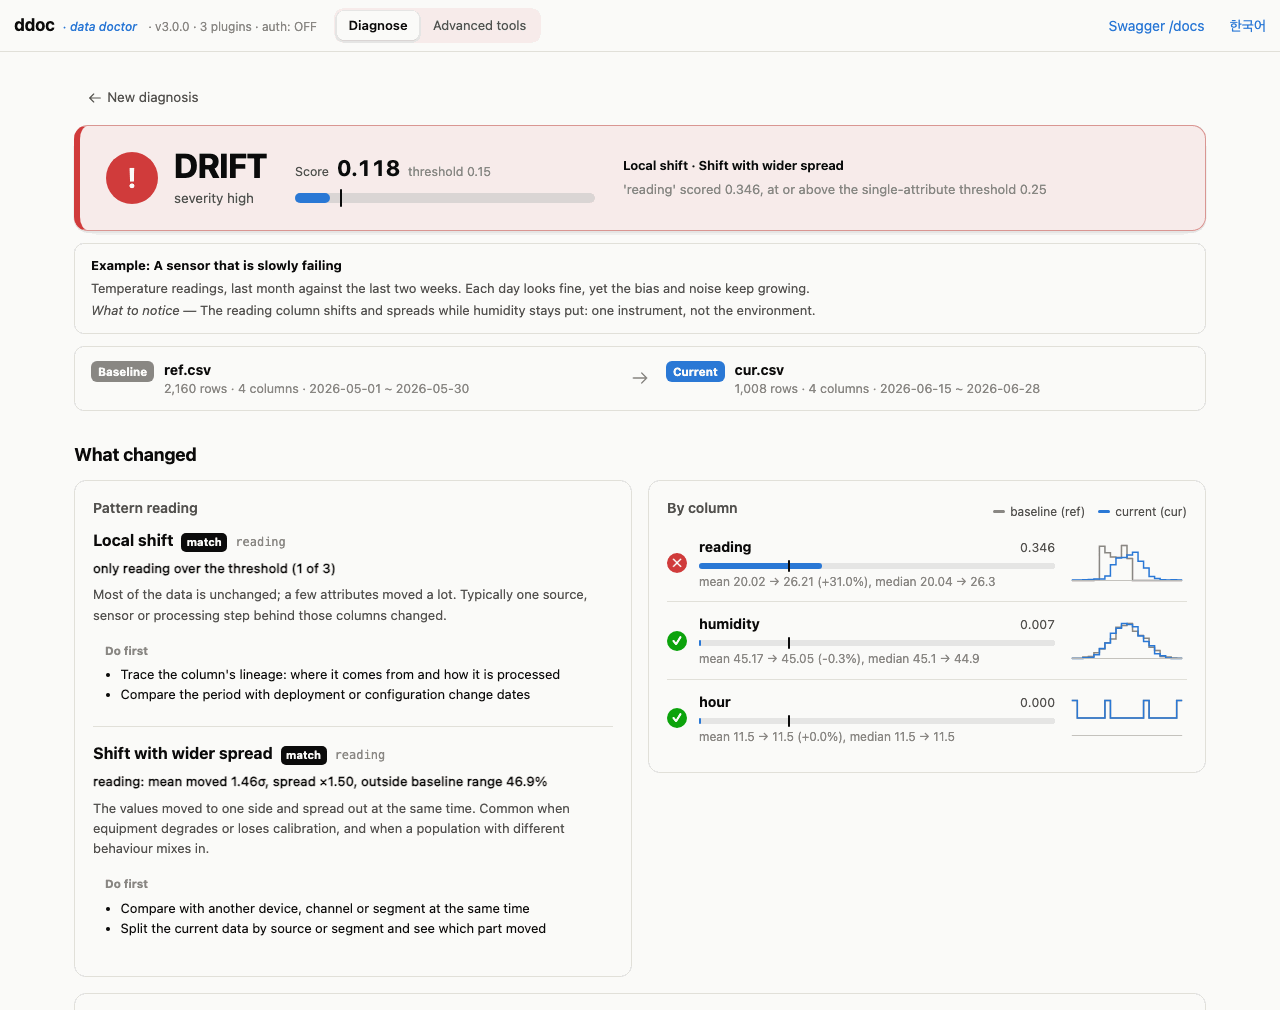 ddoc · data doctor · v3.0.0 · 3 plugins · auth: OFF Diagnose Advanced tools Swagger /docs 한국어
← New diagnosis
!
DRIFT
severity high
Score 0.118 threshold 0.15
Local shift · Shift with wider spread
'reading' scored 0.346, at or above the single-attribute threshold 0.25
Example: A sensor that is slowly failing
Temperature readings, last month against the last two weeks. Each day looks fine, yet the bias and noise keep growing.
What to notice — The reading column shifts and spreads while humidity stays put: one instrument, not the environment.
Baseline ref.csv
2,160 rows · 4 columns · 2026-05-01 ~ 2026-05-30
→
Current cur.csv
1,008 rows · 4 columns · 2026-06-15 ~ 2026-06-28
What changed
Pattern reading
Local shift match reading
only reading over the threshold (1 of 3)
Most of the data is unchanged; a few attributes moved a lot. Typically one source,
sensor or processing step behind those columns changed.
Do first
• Trace the column's lineage: where it comes from and how it is processed
• Compare the period with deployment or configuration change dates
Shift with wider spread match reading
reading: mean moved 1.46σ, spread ×1.50, outside baseline range 46.9%
The values moved to one side and spread out at the same time. Common when
equipment degrades or loses calibration, and when a population with different
behaviour mixes in.
Do first
• Compare with another device, channel or segment at the same time
• Split the current data by source or segment and see which part moved
By column
baseline (ref) current (cur)
reading 0.346
mean 20.02 → 26.21 (+31.0%), median 20.04 → 26.3
humidity 0.007
mean 45.17 → 45.05 (-0.3%), median 45.1 → 44.9
hour 0.000
mean 11.5 → 11.5 (+0.0%), median 11.5 → 11.5